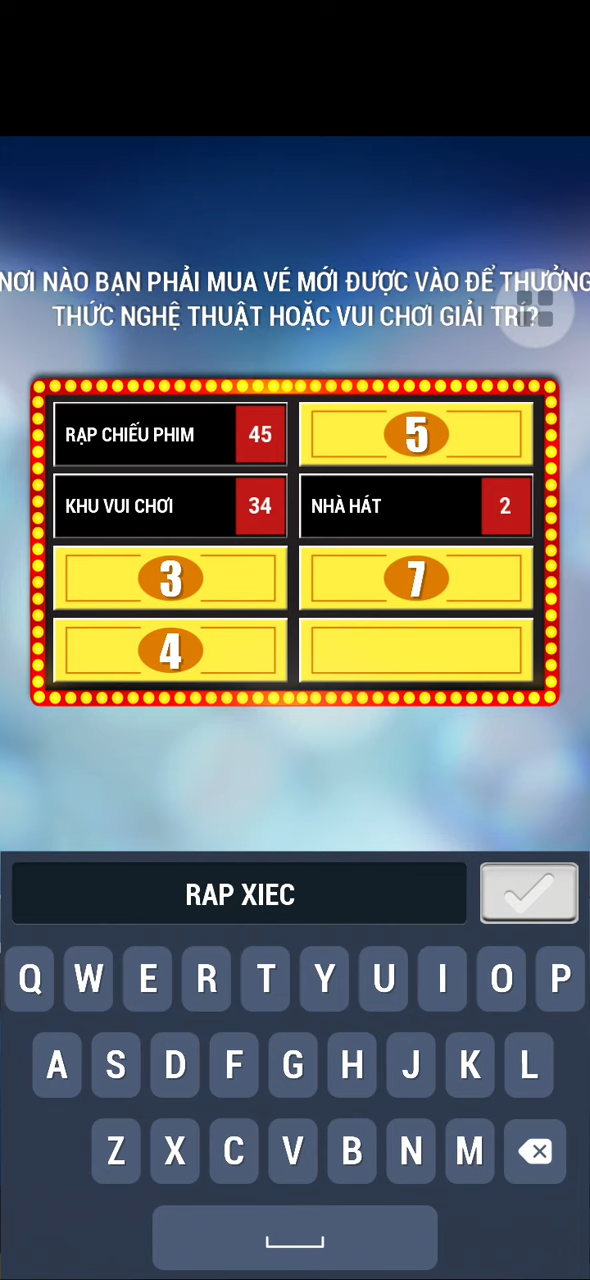 NƠI NÀO BẠN PHẢI MUA VÉ MỚI ĐƯỢC VÀO ĐỂ THƯỞNG
THỨC NGHỆ THUẬT HOẶC VUI CHƠI GIẢI TRÍ?
RẠP CHIẾU PHIM 45
5
KHU VUI CHƠI 34
NHÀ HÁT 2
3
7
4
RAP XIEC
Q W E R T Y U I O P
A S D F G H J K L
Z X C V B N M